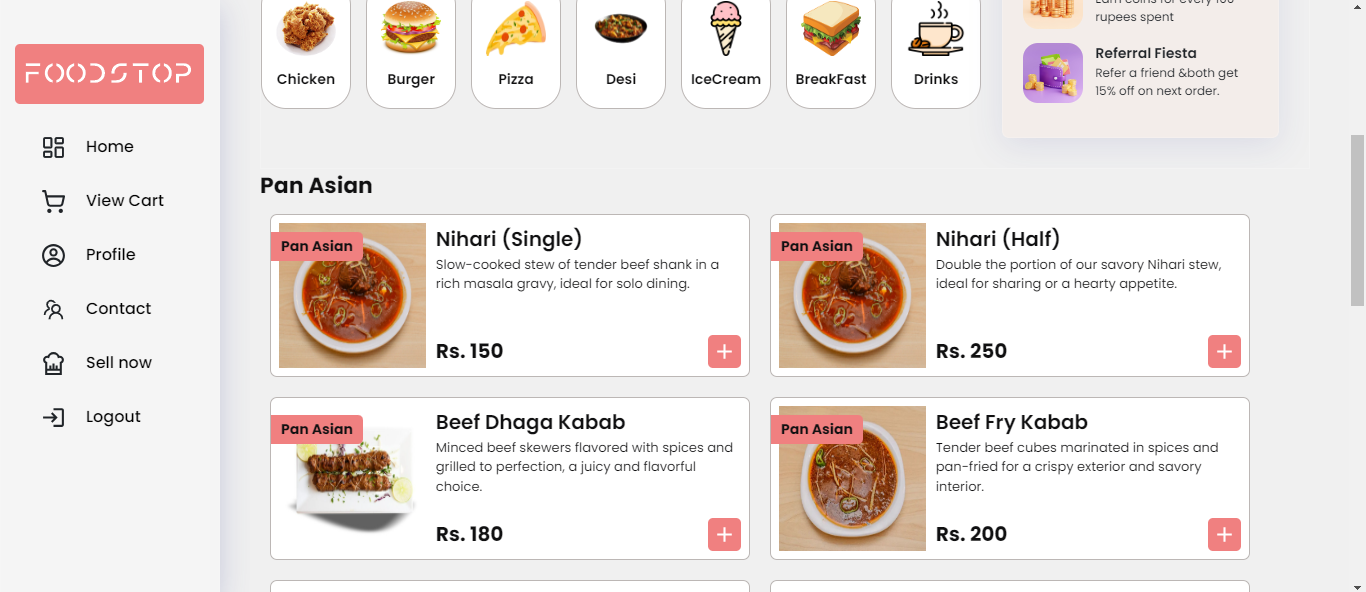 FOODSTOP
Home
View Cart
Profile
Contact
Sell now
Logout
Chicken
Burger
Pizza
Desi
IceCream
BreakFast
Drinks
Earn coins for every 100
rupees spent
Referral Fiesta
Refer a friend &both get
15% off on next order.
Pan Asian
Pan Asian
Nihari (Single)
Slow-cooked stew of tender beef shank in a
rich masala gravy, ideal for solo dining.
Rs. 150
Pan Asian
Nihari (Half)
Double the portion of our savory Nihari stew,
ideal for sharing or a hearty appetite.
Rs. 250
Pan Asian
Beef Dhaga Kabab
Minced beef skewers flavored with spices and
grilled to perfection, a juicy and flavorful
choice.
Rs. 180
Pan Asian
Beef Fry Kabab
Tender beef cubes marinated in spices and
pan-fried for a crispy exterior and savory
interior.
Rs. 200